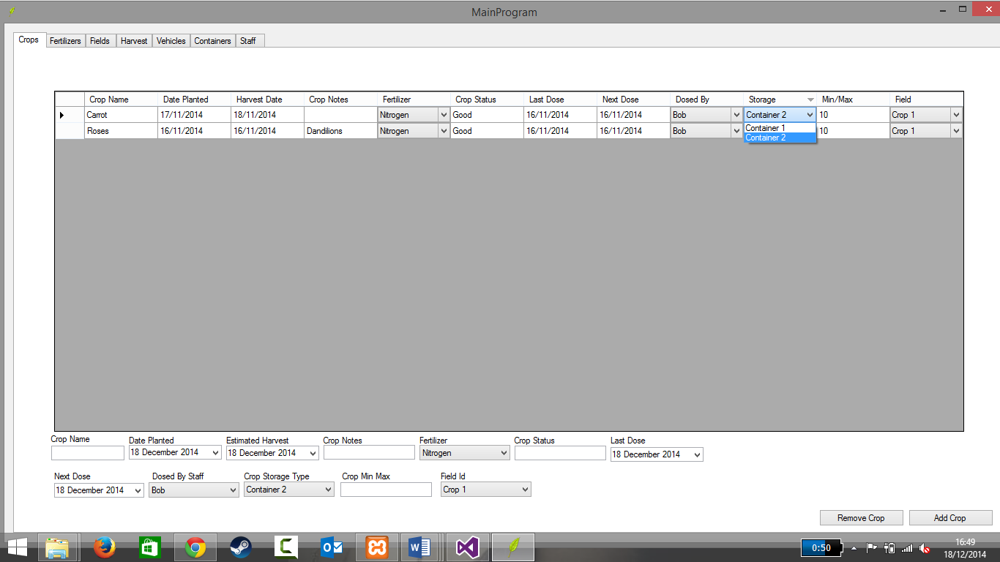 MainProgram
Crops Fertilizers Fields Harvest Vehicles Containers Staff
Crop Name Date Planted Harvest Date Crop Notes Fertilizer Crop Status Last Dose Next Dose Dosed By Storage Min/Max Field
Carrot 17/11/2014 18/11/2014 Nitrogen Good 16/11/2014 16/11/2014 Bob Container 2 10 Crop 1
Roses 16/11/2014 16/11/2014 Dandilions Nitrogen Good 16/11/2014 16/11/2014 Bob 10 Crop 1
Container 1
Container 2
Crop Name Date Planted Estimated Harvest Crop Notes Fertilizer Crop Status Last Dose
18 December 2014 18 December 2014 Nitrogen 18 December 2014
Next Dose Dosed By Staff Crop Storage Type Crop Min Max Field Id
18 December 2014 Bob Container 2 Crop 1
Remove Crop Add Crop
0:50 16:49
18/12/2014